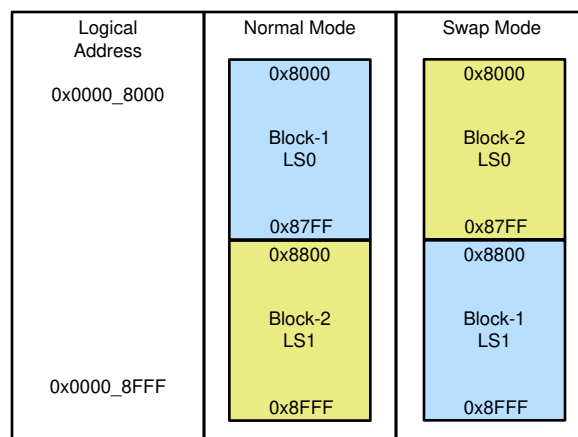 Logical
Address
0x0000_8000
0x0000_8FFF
Normal Mode
0x8000
Block-1
LS0
0x87FF
0x8800
Block-2
LS1
0x8FFF
Swap Mode
0x8000
Block-2
LS0
0x87FF
0x8800
Block-1
LS1
0x8FFF